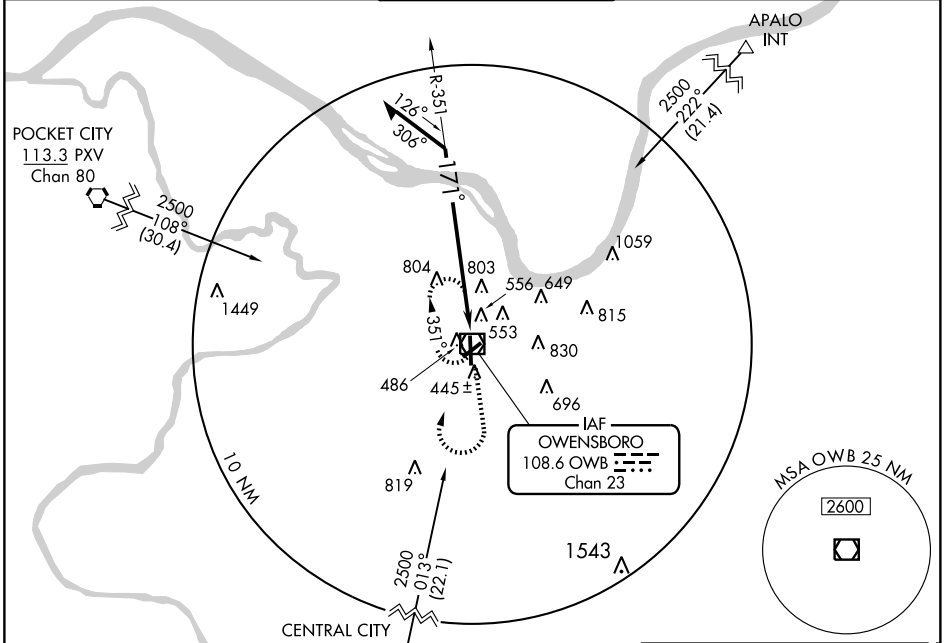 APALO
INT
2500
222°
(21.4)
R-351
126°
306°
171°
POCKET CITY
113.3 PXV
Chan 80
2500
108°
(30.4)
1059
804
803
556
649
1449
815
351°
553
830
486
445±
696
IAF
OWENSBORO
108.6 OWB
Chan 23
10 NM
819
MSA OWB 25 NM
2600
1543
2500
013°
(22.1)
CENTRAL CITY